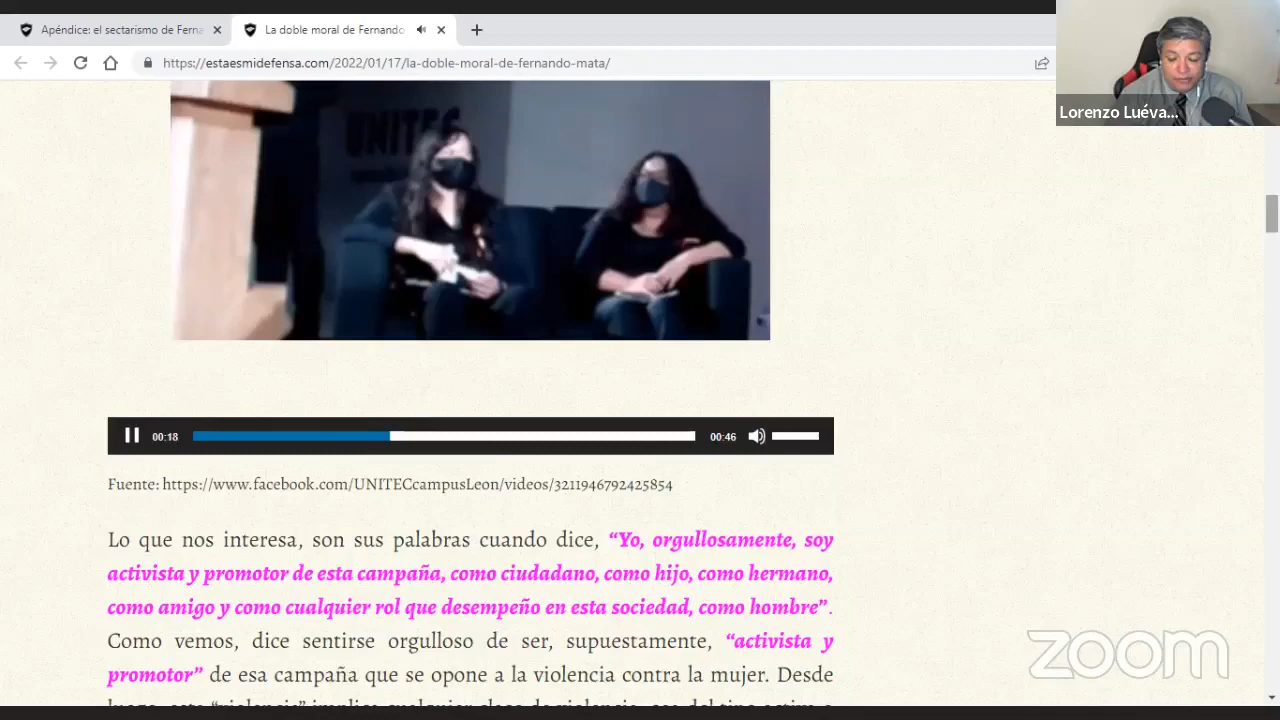 Apéndice: el sectarismo de Ferna
La doble moral de Fernando
https://estaesmidefensa.com/2022/01/17/la-doble-moral-de-fernando-mata/
Lorenzo Luéva...
UNITEC
00:18
00:46
Fuente: https://www.facebook.com/UNITECcampusLeon/videos/3211946792425854
Lo que nos interesa, son sus palabras cuando dice, “Yo, orgullosamente, soy
activista y promotor de esta campaña, como ciudadano, como hijo, como hermano,
como amigo y como cualquier rol que desempeño en esta sociedad, como hombre”.
Como vemos, dice sentirse orgulloso de ser, supuestamente, “activista y
promotor” de esa campaña que se opone a la violencia contra la mujer. Desde
zoom